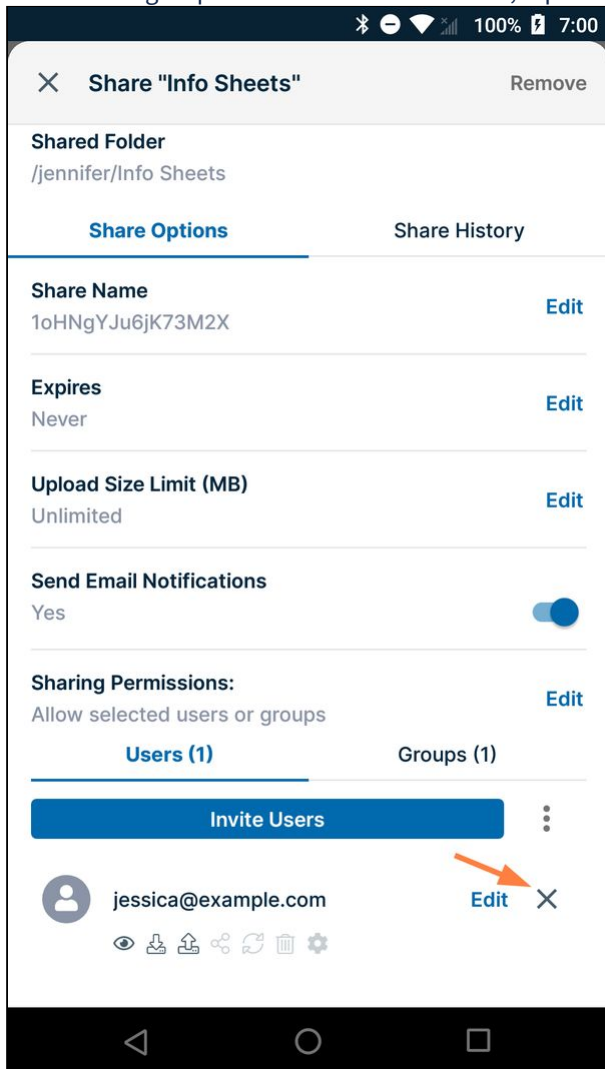 100% 7:00
Share "Info Sheets" Remove
Shared Folder
/jennifer/Info Sheets
Share Options Share History
Share Name
1oHNgYJu6jK73M2X
Edit
Expires
Never
Edit
Upload Size Limit (MB)
Unlimited
Edit
Send Email Notifications
Yes
Sharing Permissions:
Allow selected users or groups
Edit
Users (1) Groups (1)
Invite Users
jessica@example.com Edit